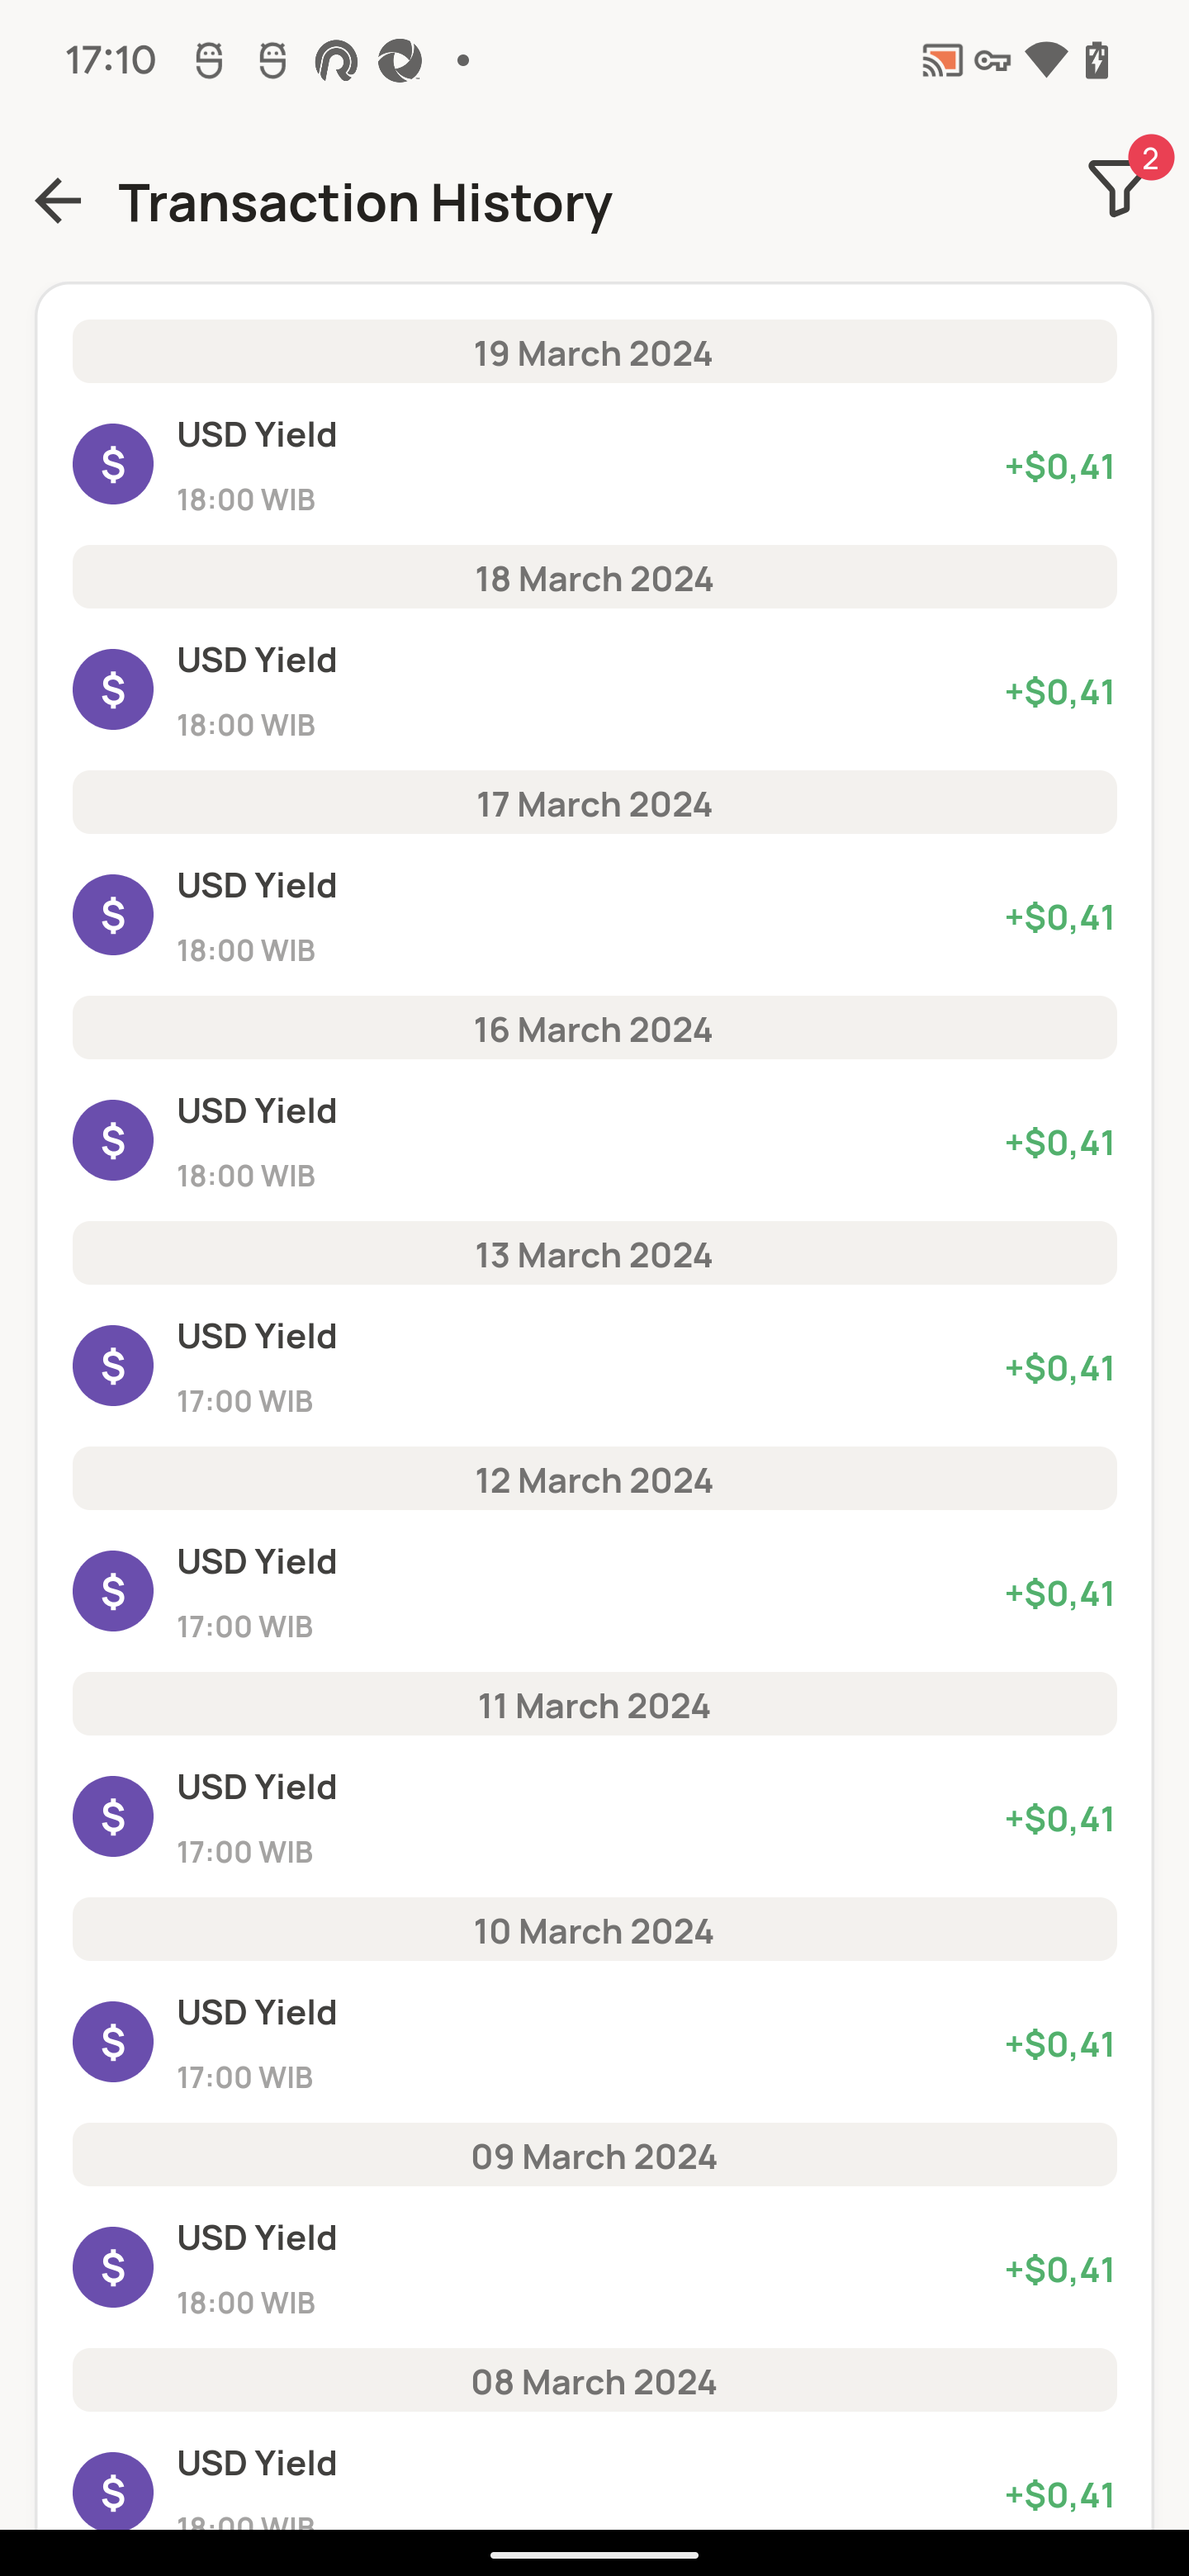 17:10
2
Transaction History
19 March 2024
USD Yield
+$0,41
18:00 WIB
18 March 2024
USD Yield
+$0,41
18:00 WIB
17 March 2024
USD Yield
+$0,41
18:00 WIB
16 March 2024
USD Yield
+$0,41
18:00 WIB
13 March 2024
USD Yield
+$0,41
17:00 WIB
12 March 2024
USD Yield
+$0,41
17:00 WIB
11 March 2024
USD Yield
+$0,41
17:00 WIB
10 March 2024
USD Yield
+$0,41
17:00 WIB
09 March 2024
USD Yield
+$0,41
18:00 WIB
08 March 2024
USD Yield
+$0,41
18:00 WIB